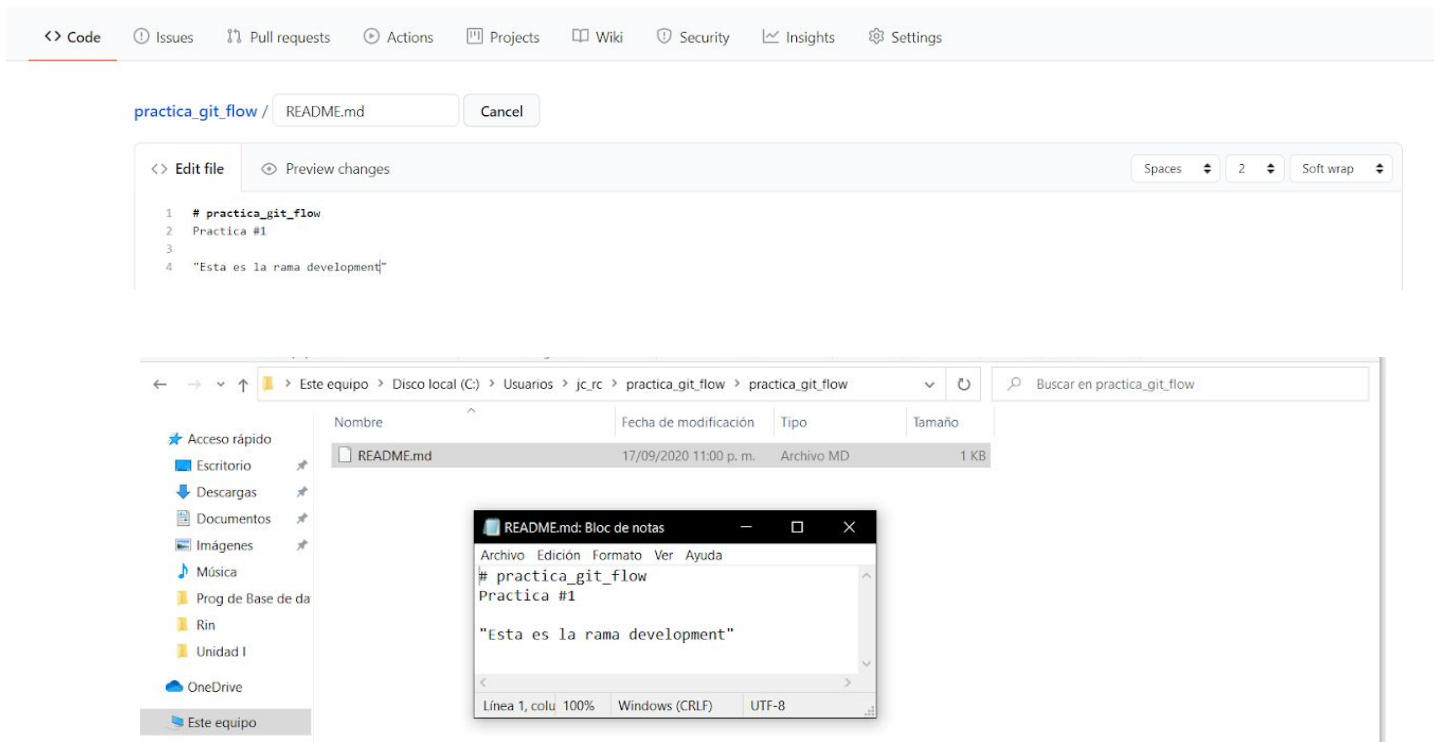 Code Issues Pull requests Actions Projects Wiki Security Insights Settings
practica_git_flow / README.md Cancel
Edit file Preview changes Spaces 2 Soft wrap
1 # practica_git_flow
2 Practica #1
3
4 "Esta es la rama development"
Este equipo > Disco local (C:) > Usuarios > jc_rc > practica_git_flow > practica_git_flow Buscar en practica_git_flow
Nombre Fecha de modificación Tipo Tamaño
Acceso rápido
README.md 17/09/2020 11:00 p. m. Archivo MD 1 KB
Escritorio
Descargas
Documentos
Imágenes
Música
Prog de Base de da
Rin
Unidad I
OneDrive
Este equipo
README.md: Bloc de notas
Archivo Edición Formato Ver Ayuda
# practica_git_flow
Practica #1
"Esta es la rama development"
Línea 1, colu 100% Windows (CRLF) UTF-8